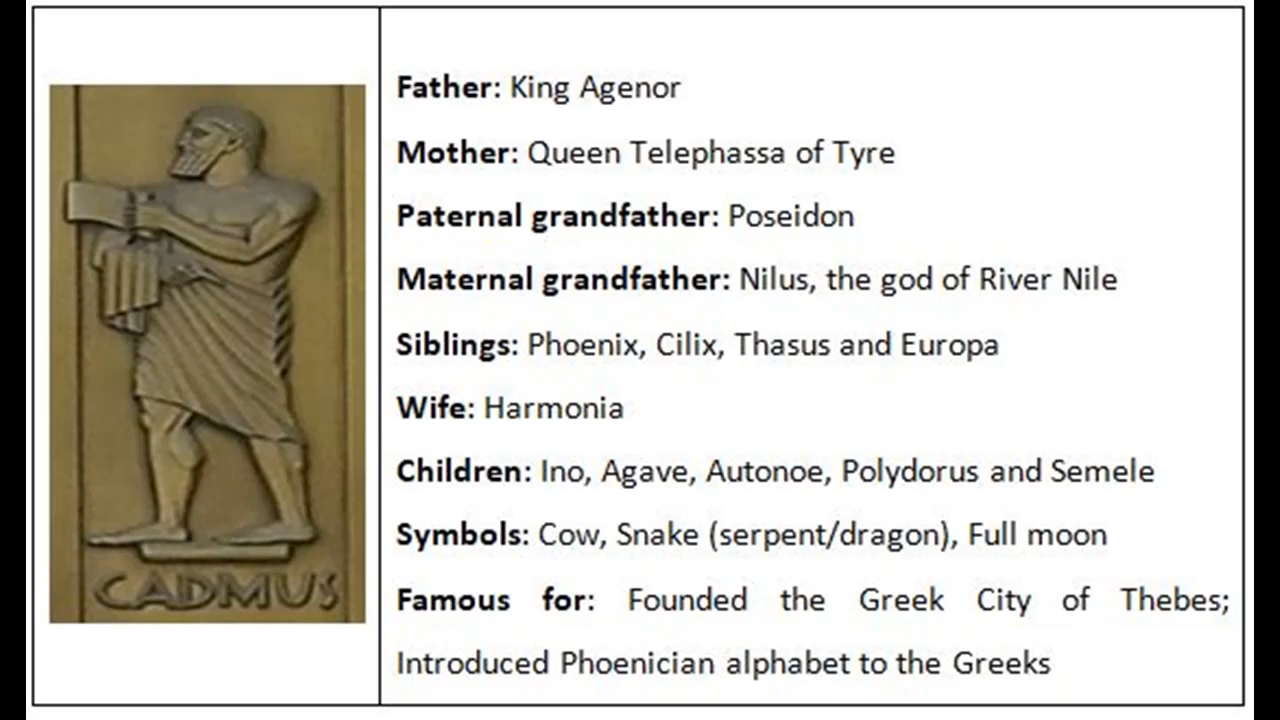 CADMUS
Father: King Agenor
Mother: Queen Telephassa of Tyre
Paternal grandfather: Poseidon
Maternal grandfather: Nilus, the god of River Nile
Siblings: Phoenix, Cilix, Thasus and Europa
Wife: Harmonia
Children: Ino, Agave, Autonoe, Polydorus and Semele
Symbols: Cow, Snake (serpent/dragon), Full moon
Famous for: Founded the Greek City of Thebes;
Introduced Phoenician alphabet to the Greeks